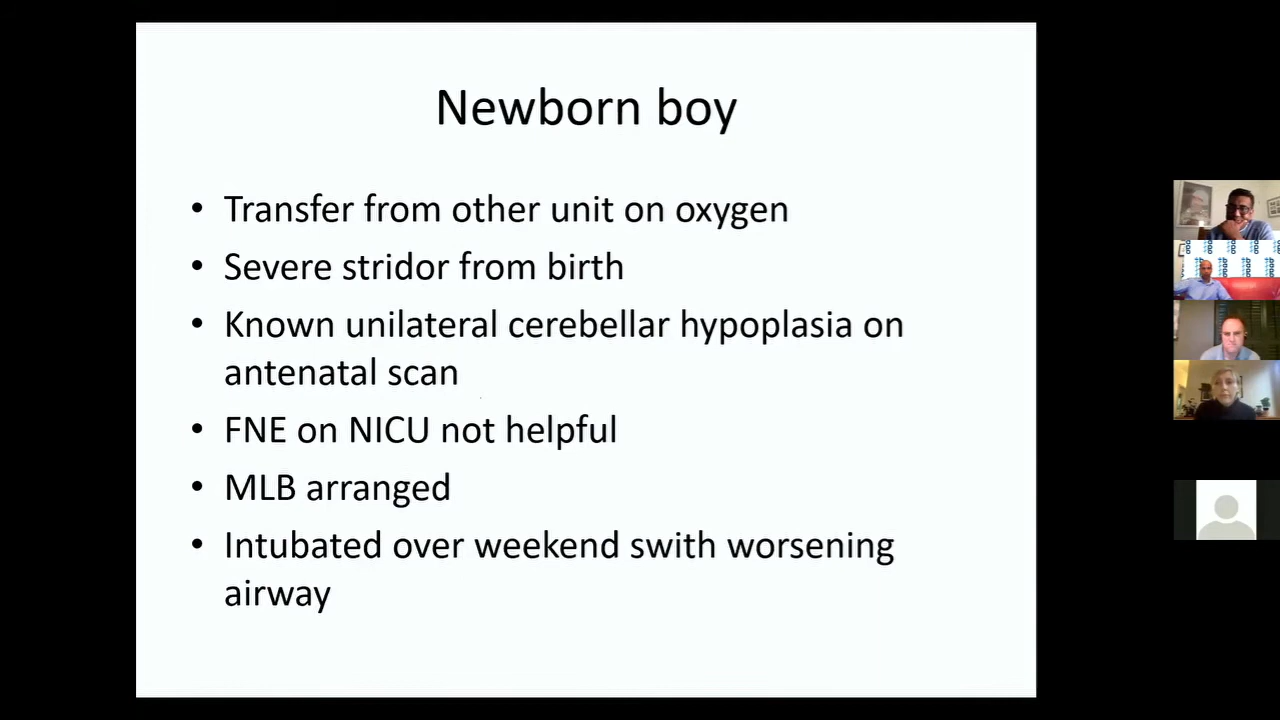 Newborn boy
• Transfer from other unit on oxygen
• Severe stridor from birth
• Known unilateral cerebellar hypoplasia on
antenatal scan
• FNE on NICU not helpful
• MLB arranged
• Intubated over weekend swith worsening
airway